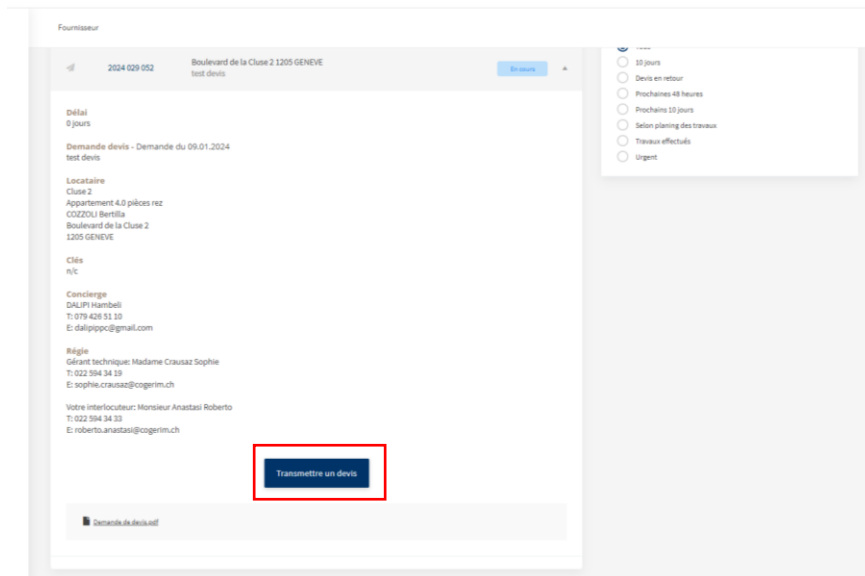 Fournisseur
2024 029 052
Boulevard de la Cluse 2 1205 GENEVE
test devis
En cours
Délai
0 jours
Demande devis - Demande du 09.01.2024
test devis
Locataire
Cluse 2
Appartement 4.0 pièces rez
COZZOLI Bertilla
Boulevard de la Cluse 2
1205 GENEVE
Clés
n/c
Concierge
DALIPI Hambeli
T: 079 426 51 10
E: dalipippc@gmail.com
Régie
Gérant technique: Madame Crausaz Sophie
T: 022 594 34 19
E: sophie.crausaz@cogerim.ch
Votre interlocuteur: Monsieur Anastasi Roberto
T: 022 594 34 33
E: roberto.anastasi@cogerim.ch
Transmettre un devis
Demande de devis.pdf
10 jours
Devis en retour
Prochaines 48 heures
Prochains 10 jours
Selon planing des travaux
Travaux effectués
Urgent